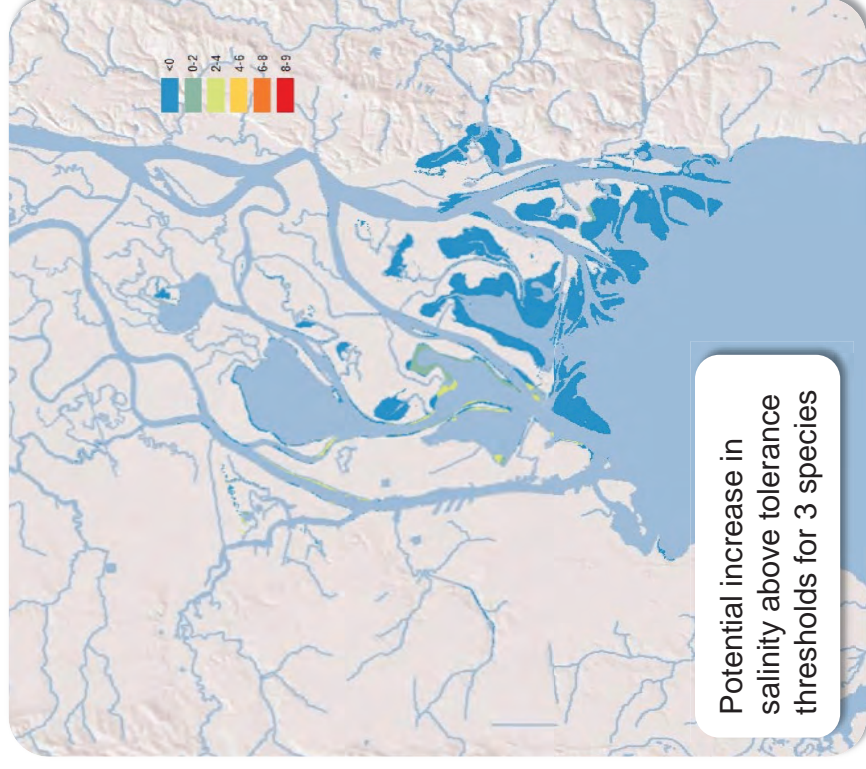 <0
0-2
2-4
4-6
6-8
8-9
Potential increase in
salinity above tolerance
thresholds for 3 species